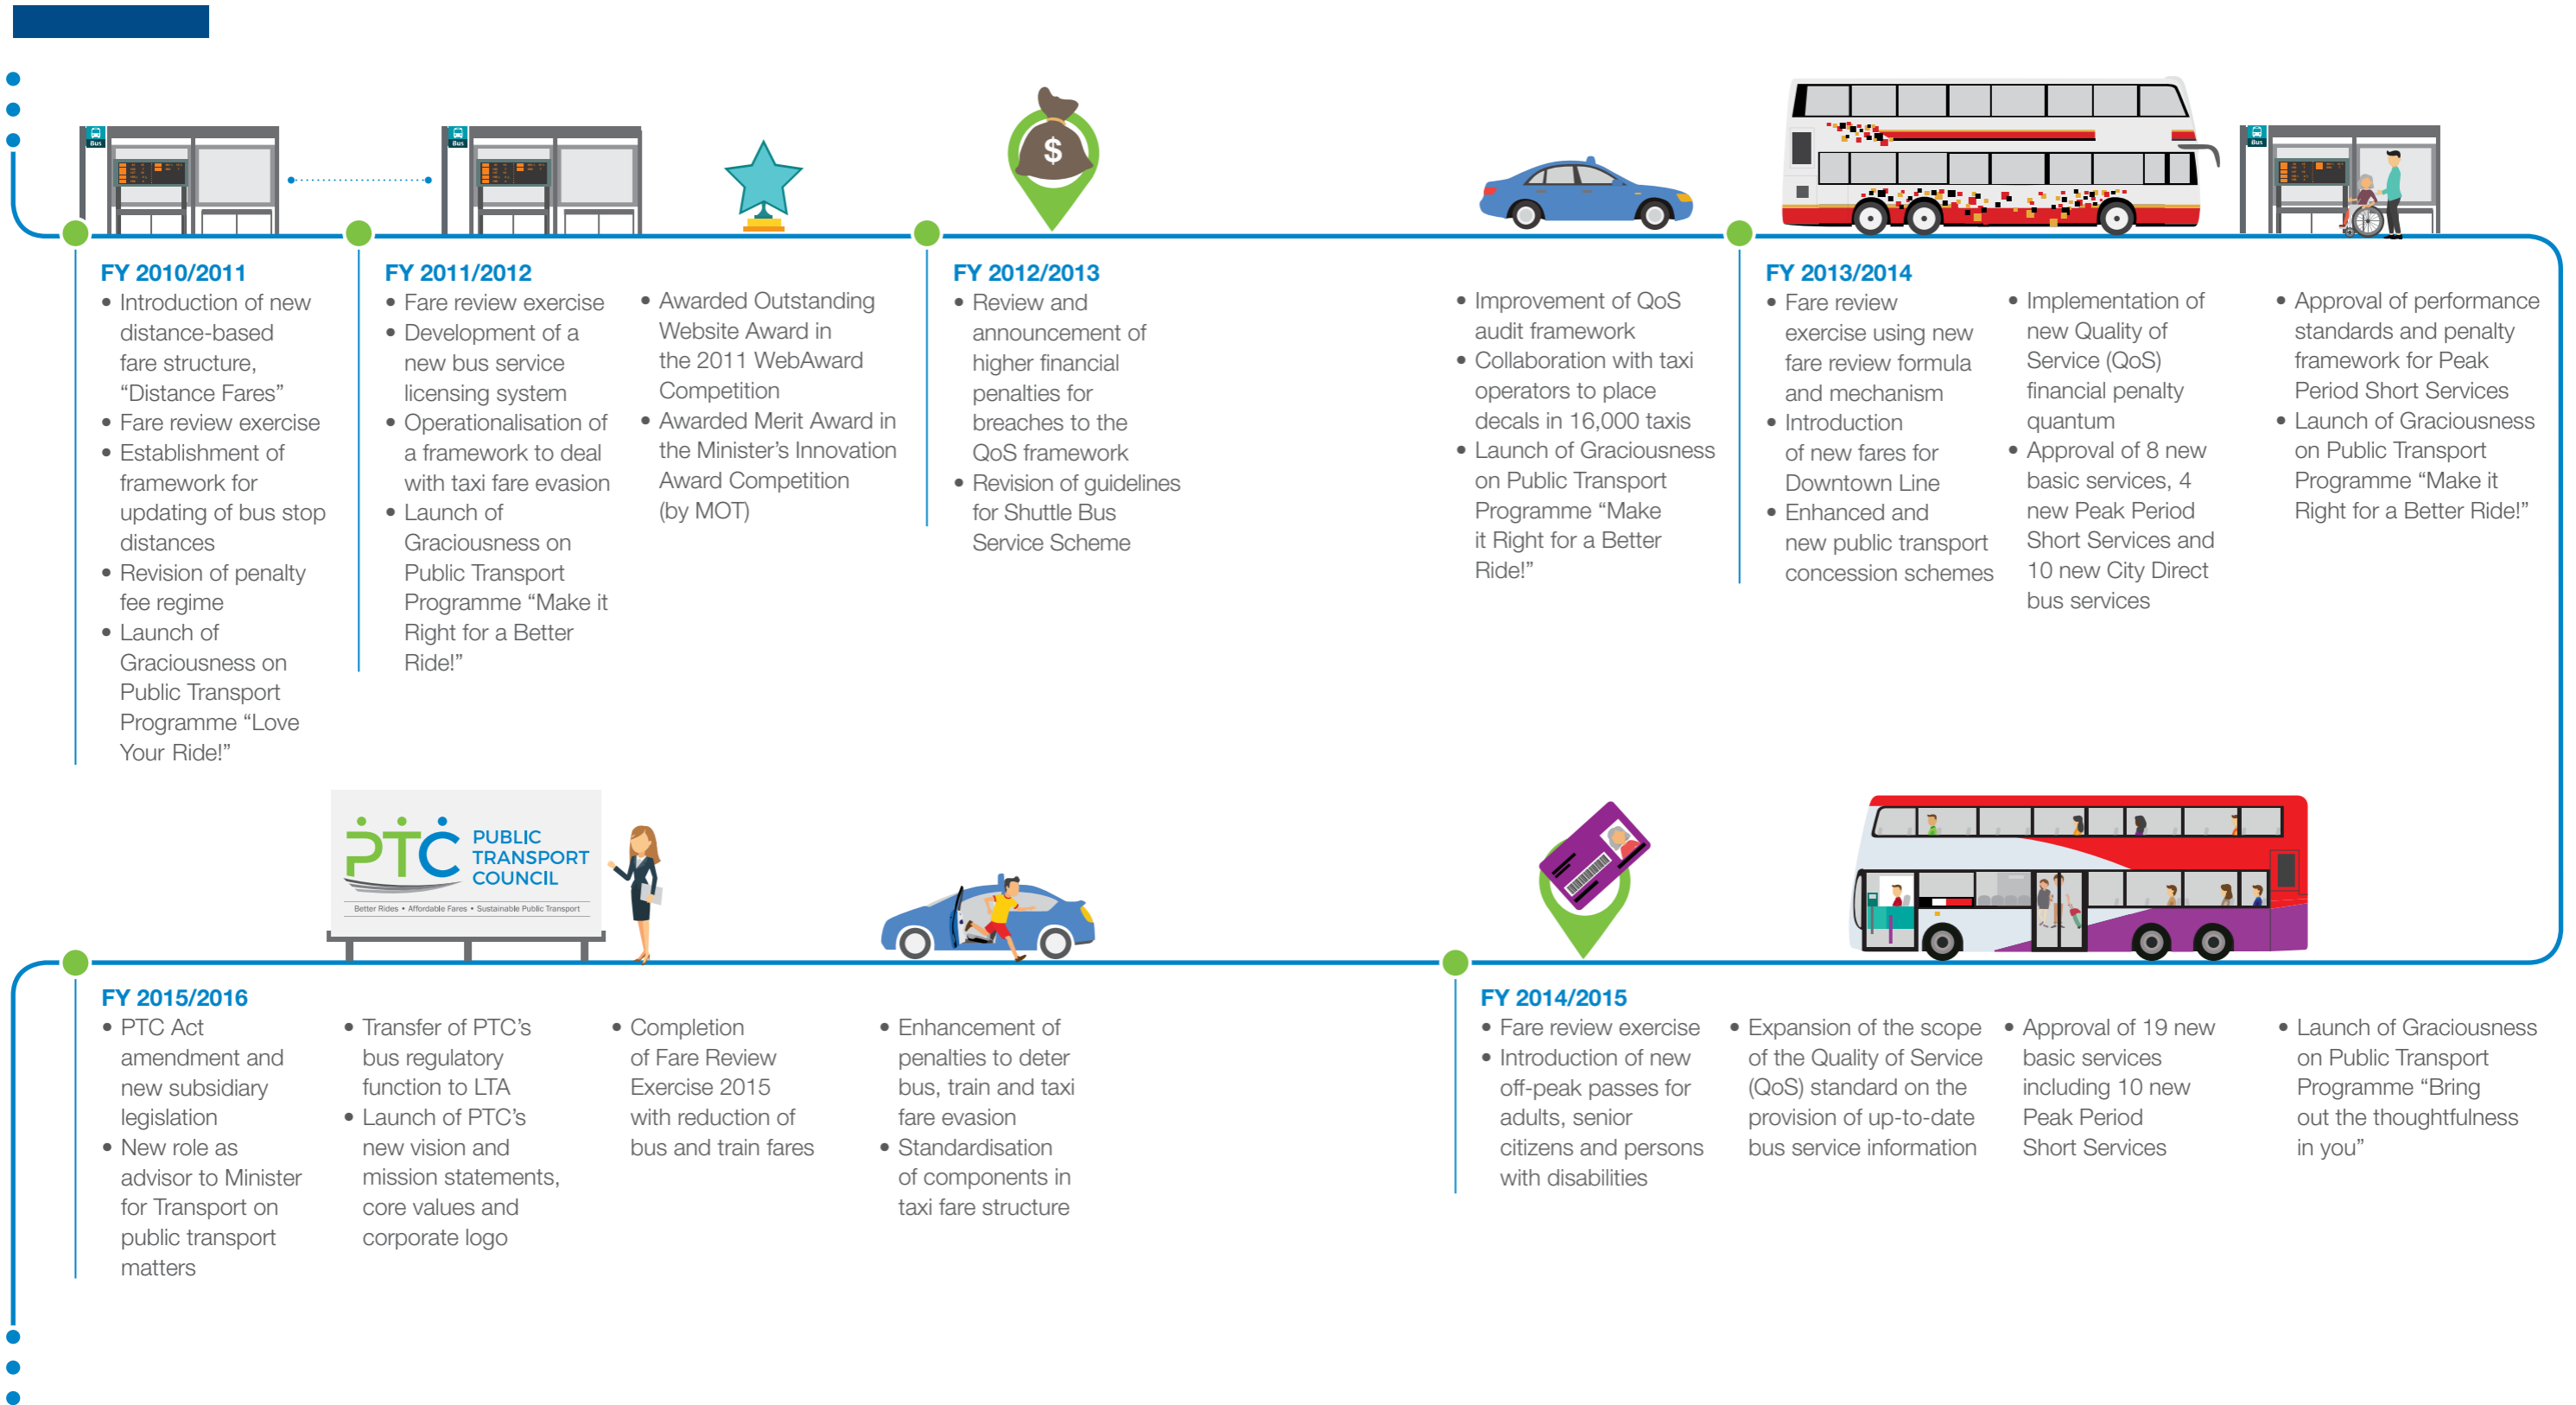 Bus
Bus
$
Bus
FY 2010/2011
• Introduction of new
distance-based
fare structure,
“Distance Fares”
• Fare review exercise
• Establishment of
framework for
updating of bus stop
distances
• Revision of penalty
fee regime
• Launch of
Graciousness on
Public Transport
Programme “Love
Your Ride!”
FY 2011/2012
• Fare review exercise
• Development of a
new bus service
licensing system
• Operationalisation of
a framework to deal
with taxi fare evasion
• Launch of
Graciousness on
Public Transport
Programme “Make it
Right for a Better
Ride!”
• Awarded Outstanding
Website Award in
the 2011 WebAward
Competition
• Awarded Merit Award in
the Minister’s Innovation
Award Competition
(by MOT)
FY 2012/2013
• Review and
announcement of
higher financial
penalties for
breaches to the
QoS framework
• Revision of guidelines
for Shuttle Bus
Service Scheme
• Improvement of QoS
audit framework
• Collaboration with taxi
operators to place
decals in 16,000 taxis
• Launch of Graciousness
on Public Transport
Programme “Make
it Right for a Better
Ride!”
FY 2013/2014
• Fare review
exercise using new
fare review formula
and mechanism
• Introduction
of new fares for
Downtown Line
• Enhanced and
new public transport
concession schemes
• Implementation of
new Quality of
Service (QoS)
financial penalty
quantum
• Approval of 8 new
basic services, 4
new Peak Period
Short Services and
10 new City Direct
bus services
• Approval of performance
standards and penalty
framework for Peak
Period Short Services
• Launch of Graciousness
on Public Transport
Programme “Make it
Right for a Better Ride!”
PTC
PUBLIC
TRANSPORT
COUNCIL
Better Rides • Affordable Fares • Sustainable Public Transport
FY 2015/2016
• PTC Act
amendment and
new subsidiary
legislation
• New role as
advisor to Minister
for Transport on
public transport
matters
• Transfer of PTC’s
bus regulatory
function to LTA
• Launch of PTC’s
new vision and
mission statements,
core values and
corporate logo
• Completion
of Fare Review
Exercise 2015
with reduction of
bus and train fares
• Enhancement of
penalties to deter
bus, train and taxi
fare evasion
• Standardisation
of components in
taxi fare structure
FY 2014/2015
• Fare review exercise
• Introduction of new
off-peak passes for
adults, senior
citizens and persons
with disabilities
• Expansion of the scope
of the Quality of Service
(QoS) standard on the
provision of up-to-date
bus service information
• Approval of 19 new
basic services
including 10 new
Peak Period
Short Services
• Launch of Graciousness
on Public Transport
Programme “Bring
out the thoughtfulness
in you”